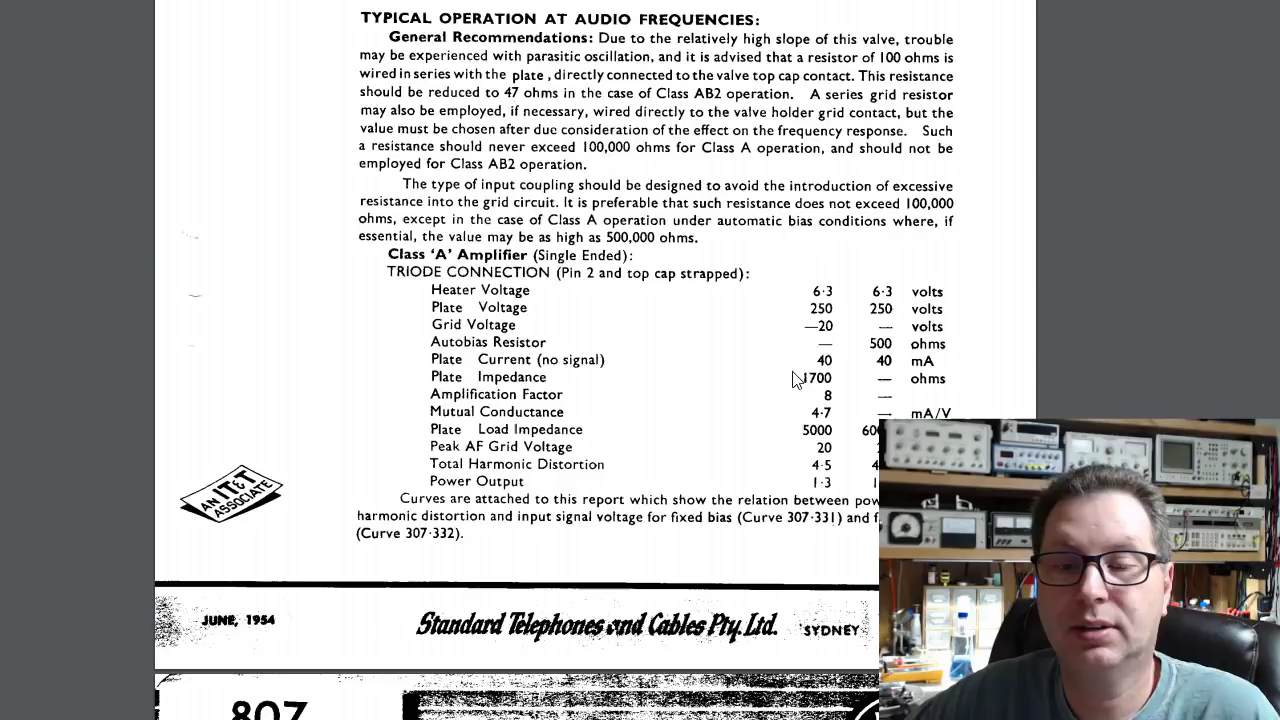 TYPICAL OPERATION AT AUDIO FREQUENCIES:
General Recommendations: Due to the relatively high slope of this valve, trouble
may be experienced with parasitic oscillation, and it is advised that a resistor of 100 ohms is
wired in series with the plate, directly connected to the valve top cap contact. This resistance
should be reduced to 47 ohms in the case of Class AB2 operation. A series grid resistor
may also be employed, if necessary, wired directly to the valve holder grid contact, but the
value must be chosen after due consideration of the effect on the frequency response. Such
a resistance should never exceed 100,000 ohms for Class A operation, and should not be
employed for Class AB2 operation.
The type of input coupling should be designed to avoid the introduction of excessive
resistance into the grid circuit. It is preferable that such resistance does not exceed 100,000
ohms, except in the case of Class A operation under automatic bias conditions where, if
essential, the value may be as high as 500,000 ohms.
Class 'A' Amplifier (Single Ended):
TRIODE CONNECTION (Pin 2 and top cap strapped):
Heater Voltage 6·3 6·3 volts
Plate Voltage 250 250 volts
Grid Voltage —20 — volts
Autobias Resistor — 500 ohms
Plate Current (no signal) 40 40 mA
Plate Impedance 1700 — ohms
Amplification Factor 8 —
Mutual Conductance 4·7 — mA/V
Plate Load Impedance 5000
Peak AF Grid Voltage 20
Total Harmonic Distortion 4·5
Power Output 1·3
Curves are attached to this report which show the relation between
harmonic distortion and input signal voltage for fixed bias (Curve 307·331) and
(Curve 307·332).
AN IT&T
ASSOCIATE
JUNE, 1954 Standard Telephones and Cables Pty. Ltd. SYDNEY
807